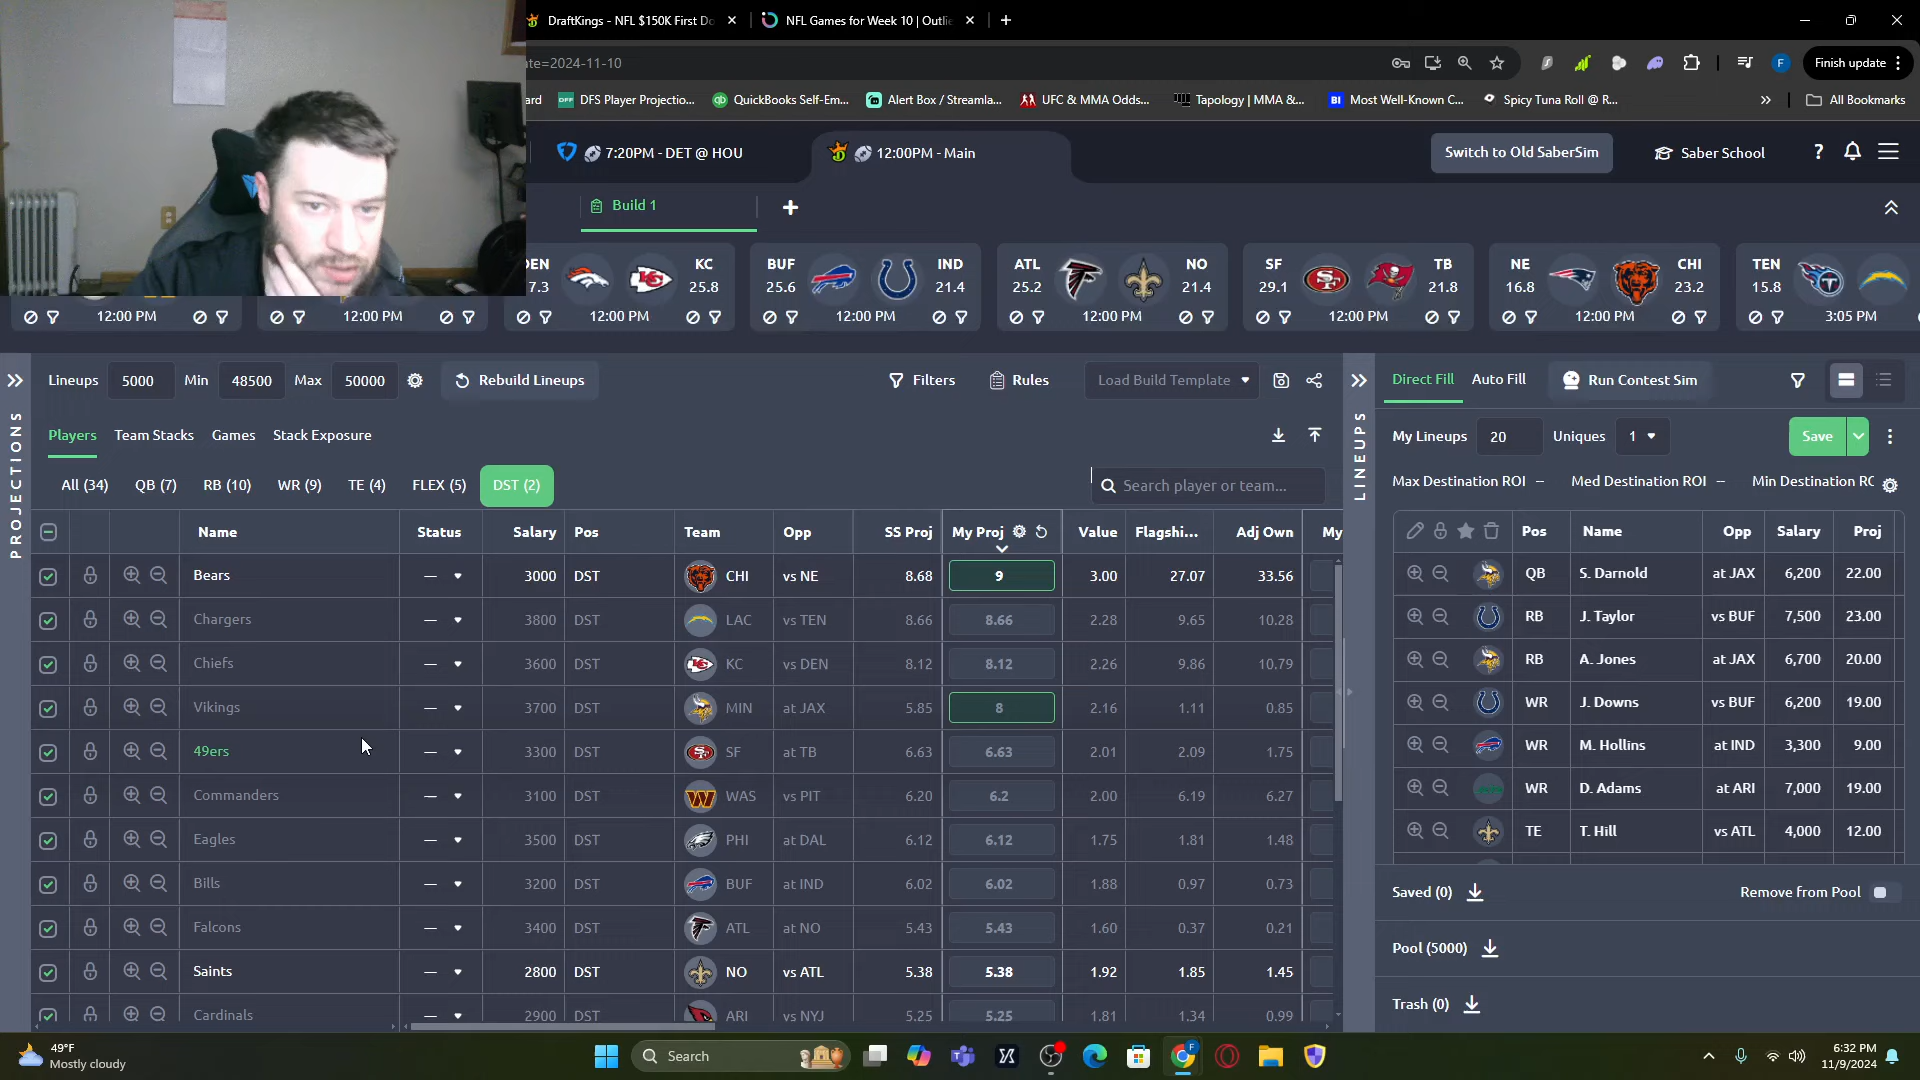 DraftKings - NFL $150K First Do
NFL Games for Week 10 | Outlie
ate=2024-11-10
Finish update
ard
DFS Player Projectio...
QuickBooks Self-Em...
Alert Box / Streamla...
UFC & MMA Odds...
Tapology | MMA &...
BI Most Well-Known C...
Spicy Tuna Roll @ R...
All Bookmarks
7:20PM - DET @ HOU
12:00PM - Main
Switch to Old SaberSim
Saber School
?
Build 1
DEN KC
7.3 25.8
12:00 PM
BUF IND
25.6 21.4
12:00 PM
ATL NO
25.2 21.4
12:00 PM
SF TB
29.1 21.8
12:00 PM
NE CHI
16.8 23.2
12:00 PM
TEN
15.8
3:05 PM
12:00 PM
12:00 PM
PROJECTIONS
Lineups 5000 Min 48500 Max 50000 Rebuild Lineups
Filters Rules Load Build Template
Players Team Stacks Games Stack Exposure
All (34) QB (7) RB (10) WR (9) TE (4) FLEX (5) DST (2)
Search player or team...
Name Status Salary Pos Team Opp SS Proj My Proj Value Flagshi... Adj Own My
Bears — 3000 DST CHI vs NE 8.68 9 3.00 27.07 33.56
Chargers — 3800 DST LAC vs TEN 8.66 8.66 2.28 9.65 10.28
Chiefs — 3600 DST KC vs DEN 8.12 8.12 2.26 9.86 10.79
Vikings — 3700 DST MIN at JAX 5.85 8 2.16 1.11 0.85
49ers — 3300 DST SF at TB 6.63 6.63 2.01 2.09 1.75
Commanders — 3100 DST WAS vs PIT 6.20 6.2 2.00 6.19 6.27
Eagles — 3500 DST PHI at DAL 6.12 6.12 1.75 1.81 1.48
Bills — 3200 DST BUF at IND 6.02 6.02 1.88 0.97 0.73
Falcons — 3400 DST ATL at NO 5.43 5.43 1.60 0.37 0.21
Saints — 2800 DST NO vs ATL 5.38 5.38 1.92 1.85 1.45
Cardinals — 2900 DST ARI vs NYJ 5.25 5.25 1.81 1.34 0.99
LINEUPS
Direct Fill Auto Fill Run Contest Sim
My Lineups 20 Uniques 1 Save
Max Destination ROI — Med Destination ROI — Min Destination RC
Pos Name Opp Salary Proj
QB S. Darnold at JAX 6,200 22.00
RB J. Taylor vs BUF 7,500 23.00
RB A. Jones at JAX 6,700 20.00
WR J. Downs vs BUF 6,200 19.00
WR M. Hollins at IND 3,300 9.00
WR D. Adams at ARI 7,000 19.00
TE T. Hill vs ATL 4,000 12.00
Saved (0)
Remove from Pool
Pool (5000)
Trash (0)
49°F
Mostly cloudy
Search
6:32 PM
11/9/2024